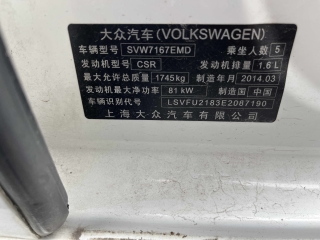 大众汽车(VOLKSWAGEN)
车辆型号 SVW7167EMD 乘坐人数 5
发动机型号 CSR 发动机排量 1.6 L
最大允许总质量 1745kg 制造年月 2014.03
发动机最大净功率 81 kW 制造国 中国
车辆识别代号 LSVFU2183E2087190
上海大众汽车有限公司